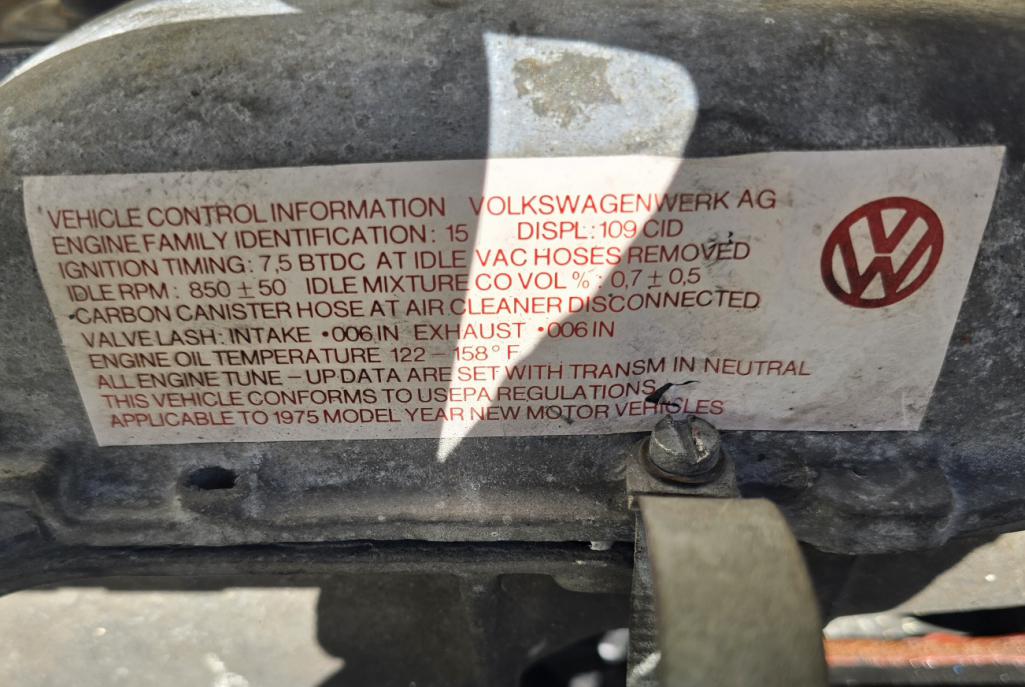 VEHICLE CONTROL INFORMATION VOLKSWAGENWERK AG
ENGINE FAMILY IDENTIFICATION: 15 DISPL: 109 CID
IGNITION TIMING: 7,5 BTDC AT IDLE VAC HOSES REMOVED
IDLE RPM: 850 ± 50 IDLE MIXTURE CO VOL %: 0,7 ± 0,5
CARBON CANISTER HOSE AT AIR CLEANER DISCONNECTED
VALVE LASH: INTAKE •006 IN EXHAUST •006 IN
ENGINE OIL TEMPERATURE 122 – 158° F
ALL ENGINE TUNE – UP DATA ARE SET WITH TRANSM IN NEUTRAL
THIS VEHICLE CONFORMS TO USEPA REGULATIONS
APPLICABLE TO 1975 MODEL YEAR NEW MOTOR VEHICLES
VW